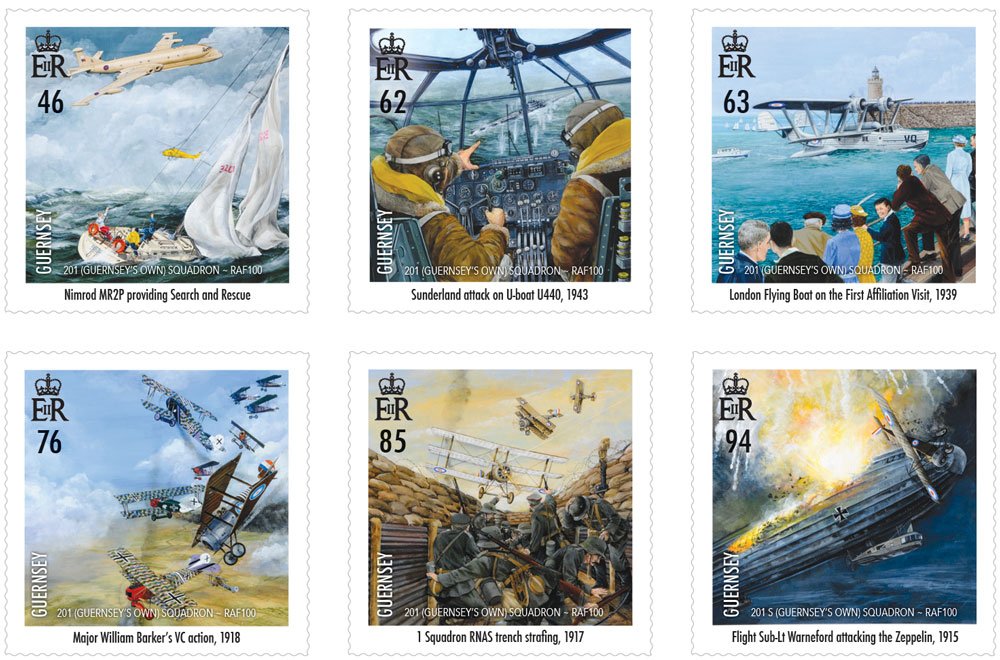 EIIR
46
GUERNSEY
201 (GUERNSEY'S OWN) SQUADRON ~ RAF100
Nimrod MR2P providing Search and Rescue
EIIR
62
GUERNSEY
201 (GUERNSEY'S OWN) SQUADRON ~ RAF100
Sunderland attack on U-boat U440, 1943
EIIR
63
VQ
GUERNSEY
201 (GUERNSEY'S OWN) SQUADRON ~ RAF100
London Flying Boat on the First Affiliation Visit, 1939
EIIR
76
GUERNSEY
201 (GUERNSEY'S OWN) SQUADRON ~ RAF100
Major William Barker's VC action, 1918
EIIR
85
GUERNSEY
201 (GUERNSEY'S OWN) SQUADRON ~ RAF100
1 Squadron RNAS trench strafing, 1917
EIIR
94
GUERNSEY
201 S (GUERNSEY'S OWN) SQUADRON ~ RAF100
Flight Sub-Lt Warneford attacking the Zeppelin, 1915